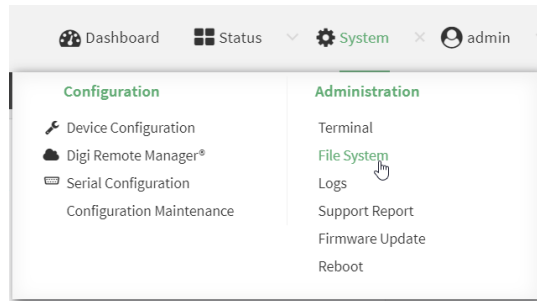 Dashboard Status System admin
Configuration
Device Configuration
Digi Remote Manager®
Serial Configuration
Configuration Maintenance
Administration
Terminal
File System
Logs
Support Report
Firmware Update
Reboot